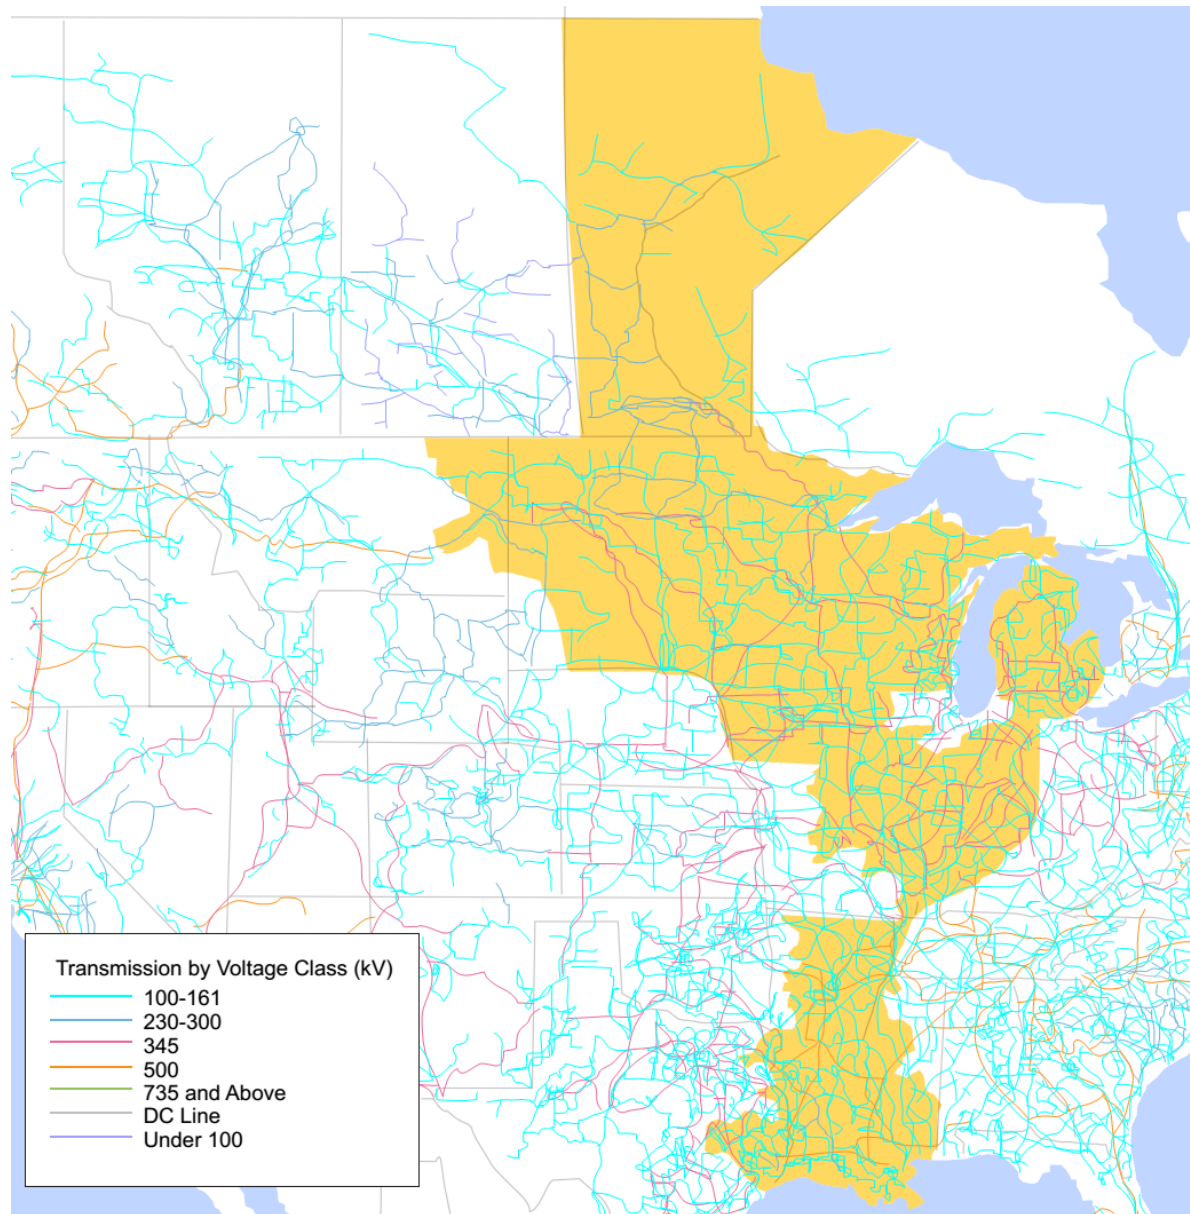 Transmission by Voltage Class (kV)
100-161
230-300
345
500
735 and Above
DC Line
Under 100